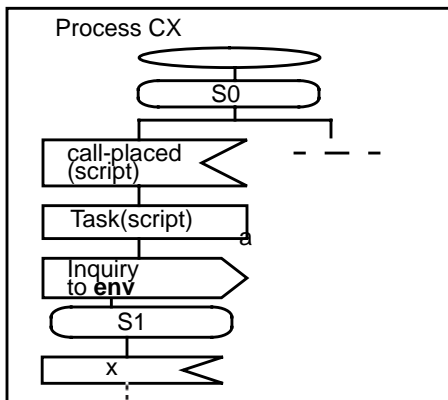 Process CX
S0
call-placed
(script)
Task(script)
a
Inquiry
to env
S1
x